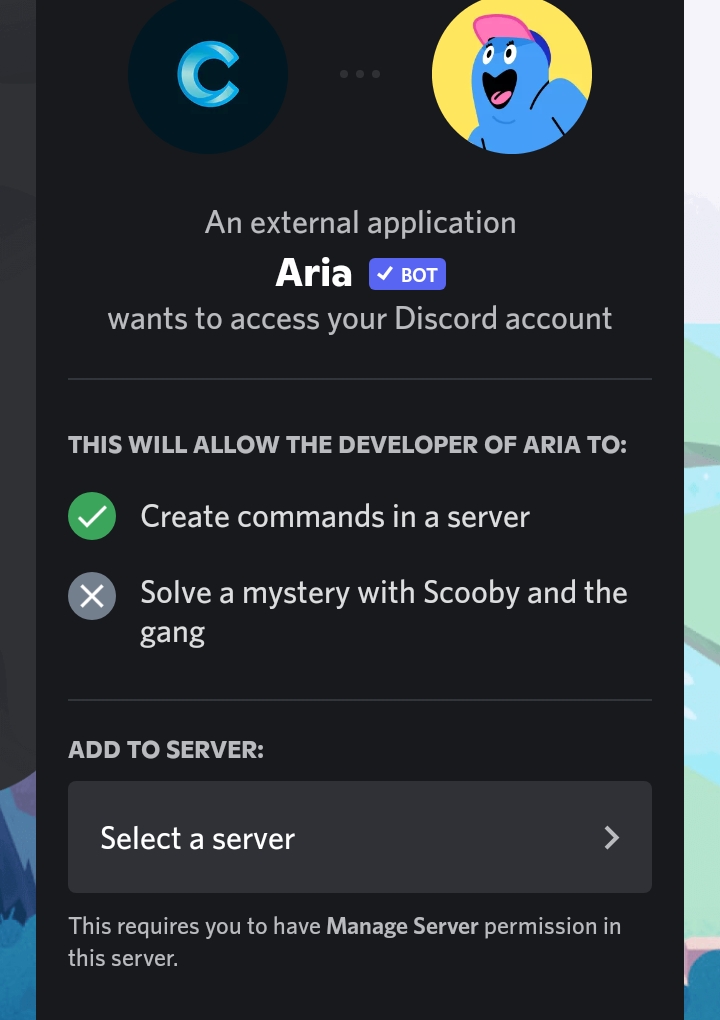 An external application
Aria BOT
wants to access your Discord account
THIS WILL ALLOW THE DEVELOPER OF ARIA TO:
Create commands in a server
Solve a mystery with Scooby and the
gang
ADD TO SERVER:
Select a server
This requires you to have Manage Server permission in
this server.